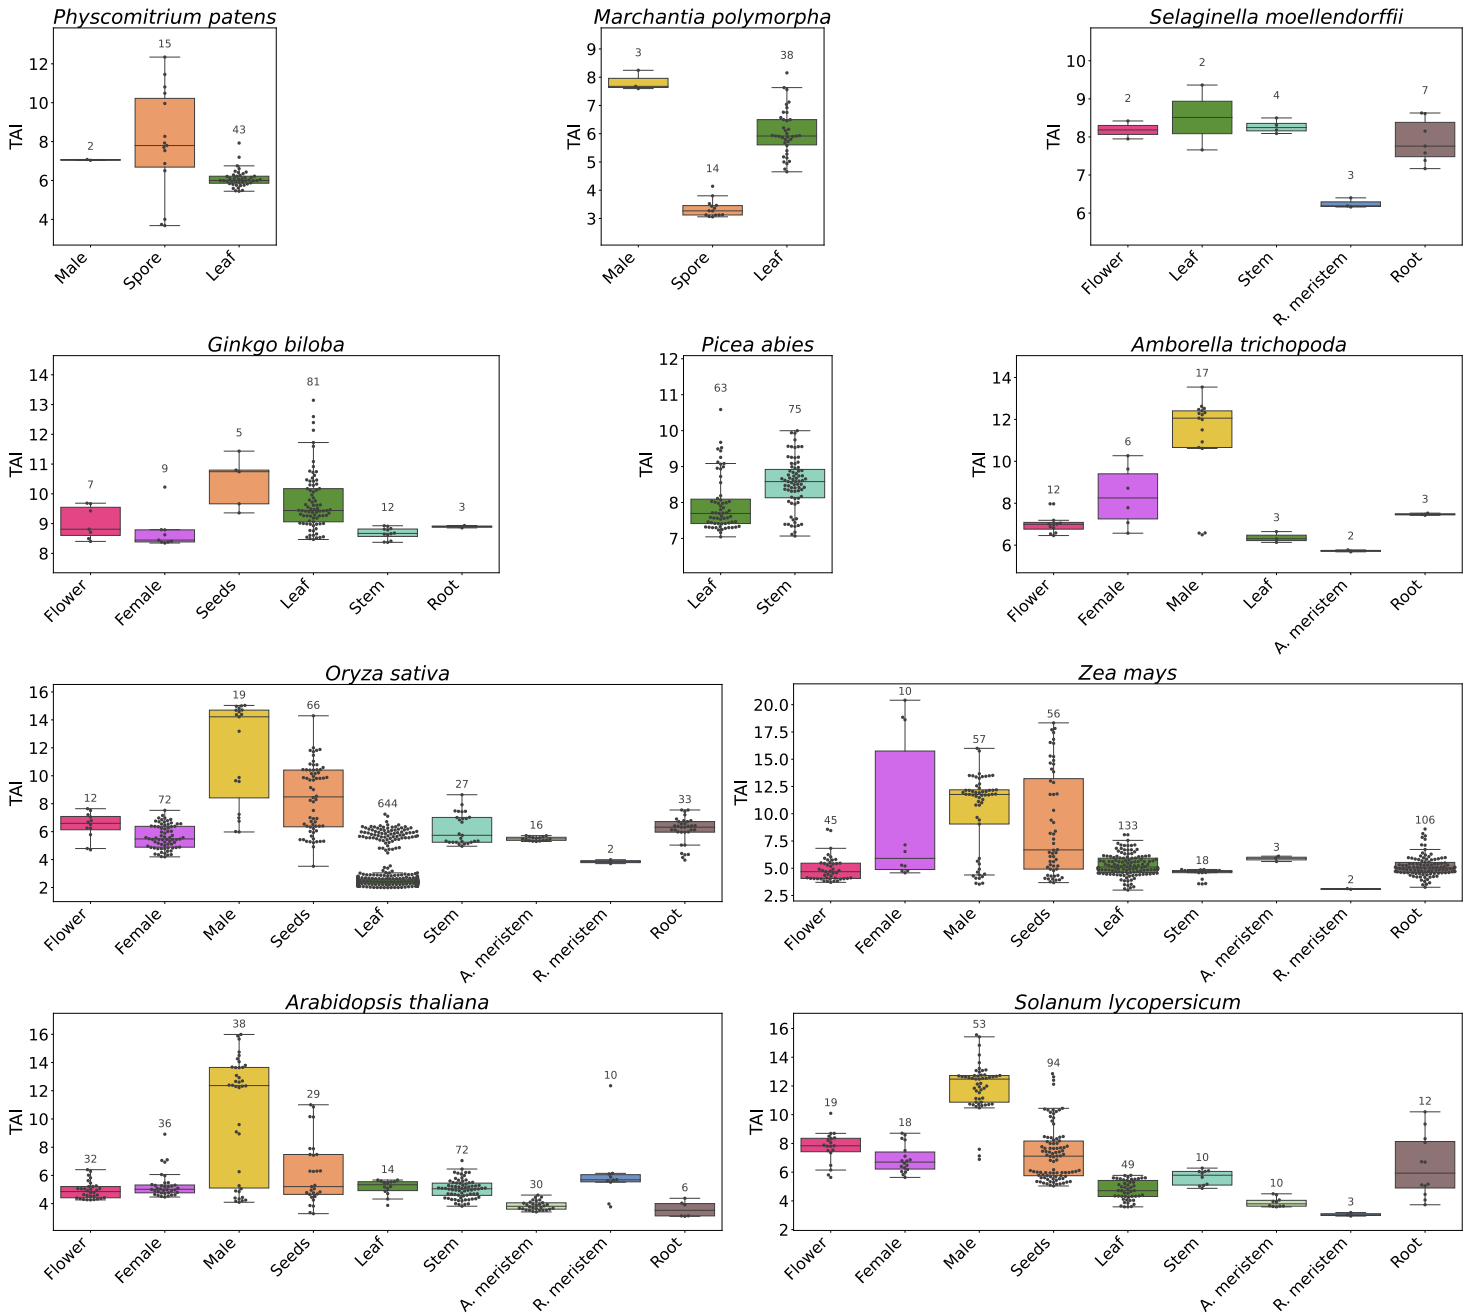 Physcomitrium patens
TAI
12
10
8
6
4
2
15
43
Male
Spore
Leaf
Marchantia polymorpha
TAI
9
8
7
6
5
4
3
3
14
38
Male
Spore
Leaf
Selaginella moellendorffii
TAI
10
9
8
7
6
2
2
4
3
7
Flower
Leaf
Stem
R. meristem
Root
Ginkgo biloba
TAI
14
13
12
11
10
9
8
7
9
5
81
12
3
Flower
Female
Seeds
Leaf
Stem
Root
Picea abies
TAI
12
11
10
9
8
7
63
75
Leaf
Stem
Amborella trichopoda
TAI
14
12
10
8
6
12
6
17
3
2
3
Flower
Female
Male
Leaf
A. meristem
Root
Oryza sativa
TAI
16
14
12
10
8
6
4
2
12
72
19
66
644
27
16
2
33
Flower
Female
Male
Seeds
Leaf
Stem
A. meristem
R. meristem
Root
Zea mays
TAI
20.0
17.5
15.0
12.5
10.0
7.5
5.0
2.5
45
10
57
56
133
18
3
2
106
Flower
Female
Male
Seeds
Leaf
Stem
A. meristem
R. meristem
Root
Arabidopsis thaliana
TAI
16
14
12
10
8
6
4
32
36
38
29
14
72
30
10
6
Flower
Female
Male
Seeds
Leaf
Stem
A. meristem
R. meristem
Root
Solanum lycopersicum
TAI
16
14
12
10
8
6
4
2
19
18
53
94
49
10
10
3
12
Flower
Female
Male
Seeds
Leaf
Stem
A. meristem
R. meristem
Root